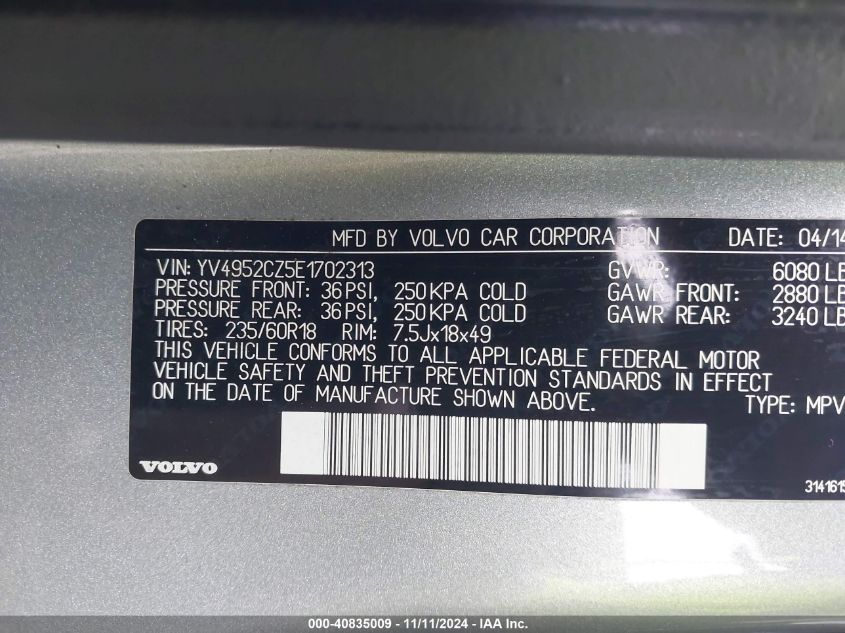 MFD BY VOLVO CAR CORPORATION DATE: 04/14
VIN: YV4952CZ5E1702313 GVWR: 6080 LB
PRESSURE FRONT: 36 PSI, 250 KPA COLD GAWR FRONT: 2880 LB
PRESSURE REAR: 36 PSI, 250 KPA COLD GAWR REAR: 3240 LB
TIRES: 235/60R18 RIM: 7.5Jx18x49
THIS VEHICLE CONFORMS TO ALL APPLICABLE FEDERAL MOTOR
VEHICLE SAFETY AND THEFT PREVENTION STANDARDS IN EFFECT
ON THE DATE OF MANUFACTURE SHOWN ABOVE. TYPE: MPV
VOLVO
314161
000-40835009 - 11/11/2024 - IAA Inc.